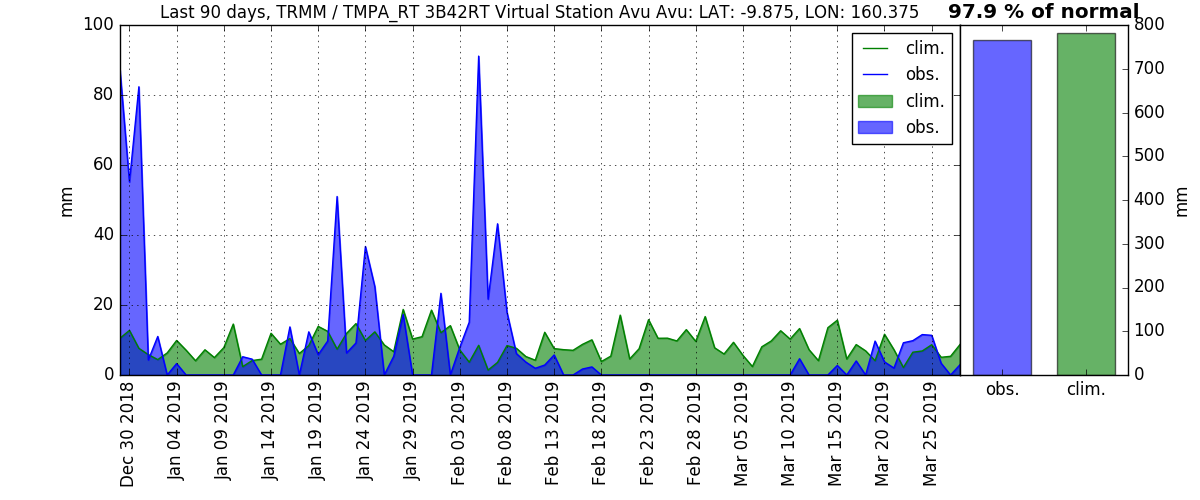 Last 90 days, TRMM / TMPA_RT 3B42RT Virtual Station Avu Avu: LAT: -9.875, LON: 160.375
97.9 % of normal
100
80
60
40
20
0
mm
clim.
obs.
clim.
obs.
Dec 30 2018
Jan 04 2019
Jan 09 2019
Jan 14 2019
Jan 19 2019
Jan 24 2019
Jan 29 2019
Feb 03 2019
Feb 08 2019
Feb 13 2019
Feb 18 2019
Feb 23 2019
Feb 28 2019
Mar 05 2019
Mar 10 2019
Mar 15 2019
Mar 20 2019
Mar 25 2019
800
700
600
500
400
300
200
100
0
mm
obs.
clim.